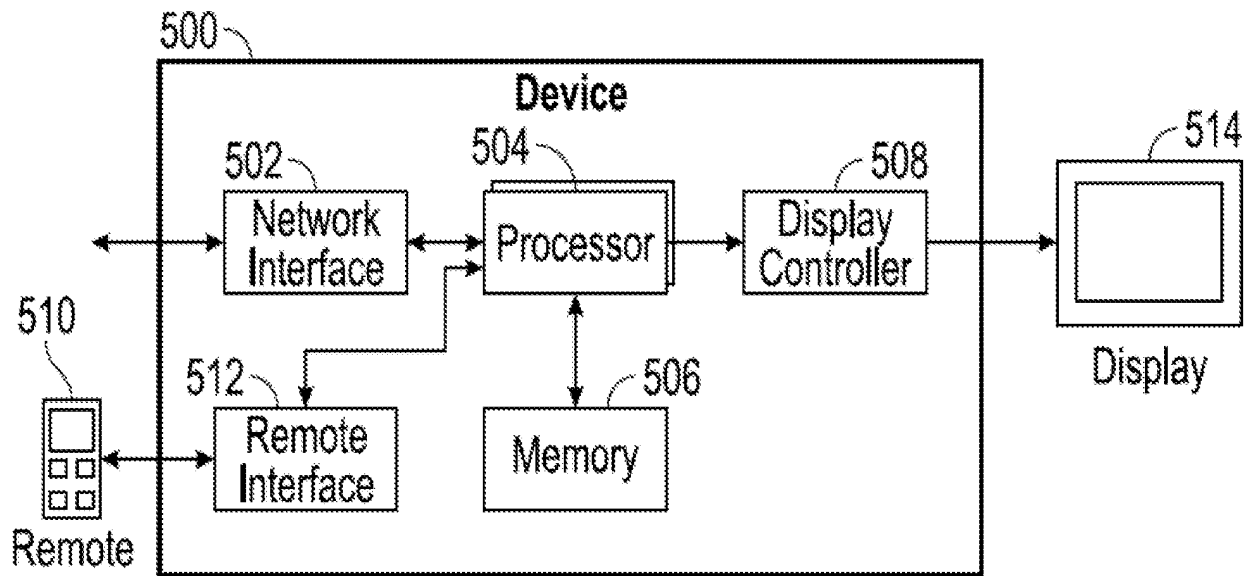 500
Device
502
504
508
514
Network
Interface
Processor
Display
Controller
510
512
506
Display
Remote
Interface
Memory
Remote